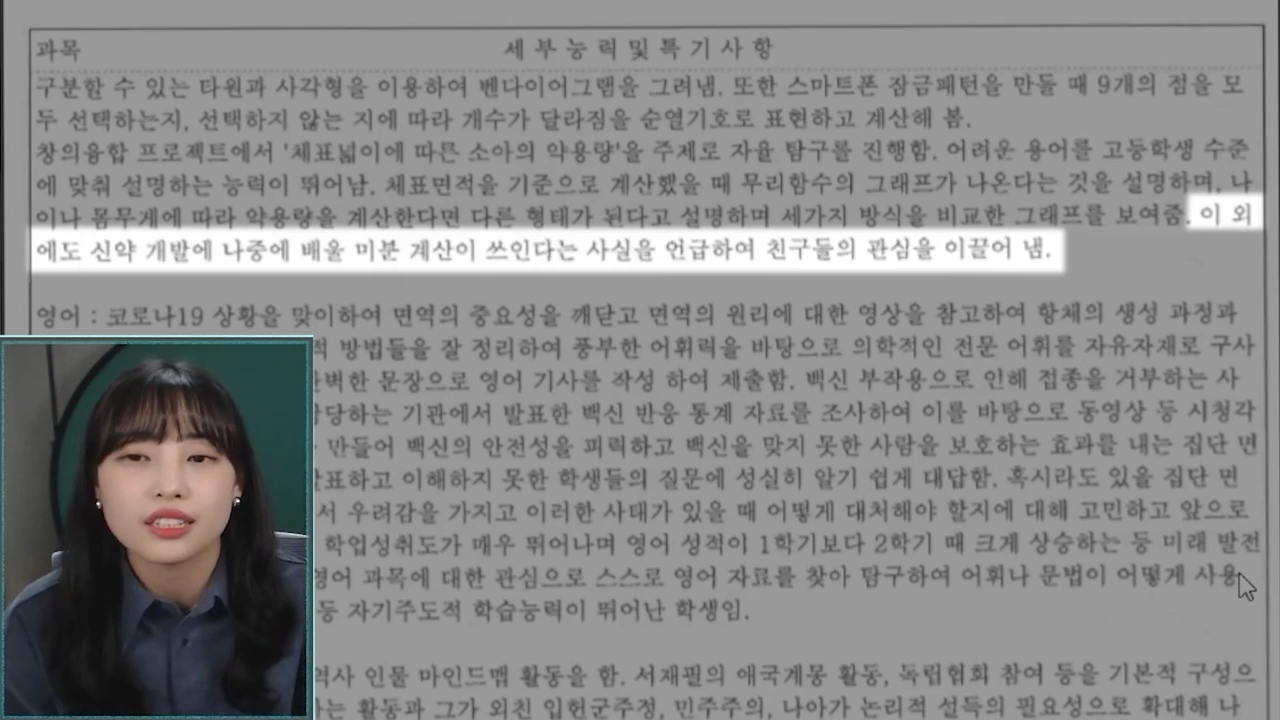 과목 세부능력및특기사항
구분할 수 있는 타원과 사각형을 이용하여 벤다이어그램을 그려냄. 또한 스마트폰 잠금패턴을 만들 때 9개의 점을 모
두 선택하는지, 선택하지 않는 지에 따라 개수가 달라짐을 순열기호로 표현하고 계산해 봄.
창의융합 프로젝트에서 '체표넓이에 따른 소아의 약용량'을 주제로 자율 탐구를 진행함. 어려운 용어를 고등학생 수준
에 맞춰 설명하는 능력이 뛰어남. 체표면적을 기준으로 계산했을 때 무리함수의 그래프가 나온다는 것을 설명하며, 나
이나 몸무게에 따라 약용량을 계산한다면 다른 형태가 된다고 설명하며 세가지 방식을 비교한 그래프를 보여줌. 이 외
에도 신약 개발에 나중에 배울 미분 계산이 쓰인다는 사실을 언급하여 친구들의 관심을 이끌어 냄.
영어 : 코로나19 상황을 맞이하여 면역의 중요성을 깨닫고 면역의 원리에 대한 영상을 참고하여 항체의 생성 과정과
적 방법들을 잘 정리하여 풍부한 어휘력을 바탕으로 의학적인 전문 어휘를 자유자재로 구사
벽한 문장으로 영어 기사를 작성 하여 제출함. 백신 부작용으로 인해 접종을 거부하는 사
당하는 기관에서 발표한 백신 반응 통계 자료를 조사하여 이를 바탕으로 동영상 등 시청각
만들어 백신의 안전성을 피력하고 백신을 맞지 못한 사람을 보호하는 효과를 내는 집단 면
발표하고 이해하지 못한 학생들의 질문에 성실히 알기 쉽게 대답함. 혹시라도 있을 집단 면
서 우려감을 가지고 이러한 사태가 있을 때 어떻게 대처해야 할지에 대해 고민하고 앞으로
학업성취도가 매우 뛰어나며 영어 성적이 1학기보다 2학기 때 크게 상승하는 등 미래 발전
영어 과목에 대한 관심으로 스스로 영어 자료를 찾아 탐구하여 어휘나 문법이 어떻게 사용
등 자기주도적 학습능력이 뛰어난 학생임.
역사 인물 마인드맵 활동을 함. 서재필의 애국계몽 활동, 독립협회 참여 등을 기본적 구성으
하는 활동과 그가 외친 입헌군주정, 민주주의, 나아가 논리적 설득의 필요성으로 확대해 나